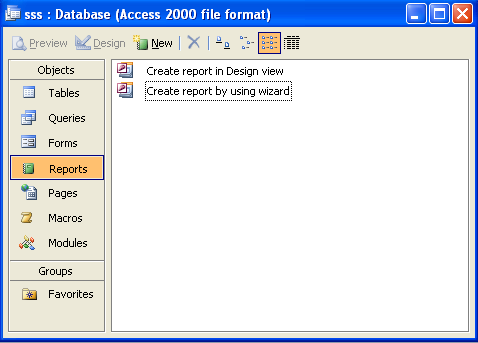 sss : Database (Access 2000 file format)
Preview Design New
Objects
Tables
Queries
Forms
Reports
Pages
Macros
Modules
Groups
Favorites
Create report in Design view
Create report by using wizard